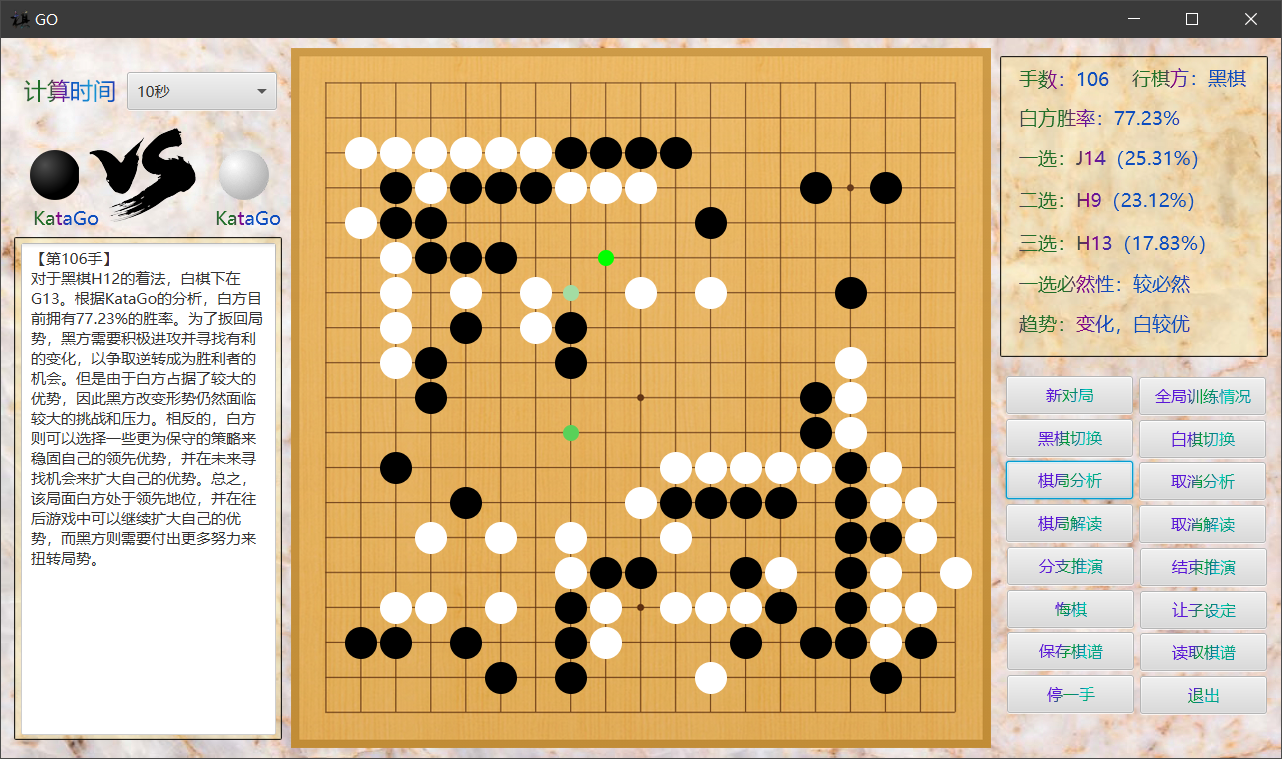 GO
计算时间
10秒
VS
KataGo
KataGo
【第106手】
对于黑棋H12的着法，白棋下在
G13。根据KataGo的分析，白方目
前拥有77.23%的胜率。为了扳回局
势，黑方需要积极进攻并寻找有利
的变化，以争取逆转成为胜利者的
机会。但是由于白方占据了较大的
优势，因此黑方改变形势仍然面临
较大的挑战和压力。相反的，白方
则可以选择一些更为保守的策略来
稳固自己的领先优势，并在未来寻
找机会来扩大自己的优势。总之，
该局面白方处于领先地位，并在往
后游戏中可以继续扩大自己的优
势，而黑方则需要付出更多努力来
扭转局势。
手数：106 行棋方：黑棋
白方胜率：77.23%
一选：J14（25.31%）
二选：H9（23.12%）
三选：H13（17.83%）
一选必然性：较必然
趋势：变化，白较优
新对局
全局训练情况
黑棋切换
白棋切换
棋局分析
取消分析
棋局解读
取消解读
分支推演
结束推演
悔棋
让子设定
保存棋谱
读取棋谱
停一手
退出